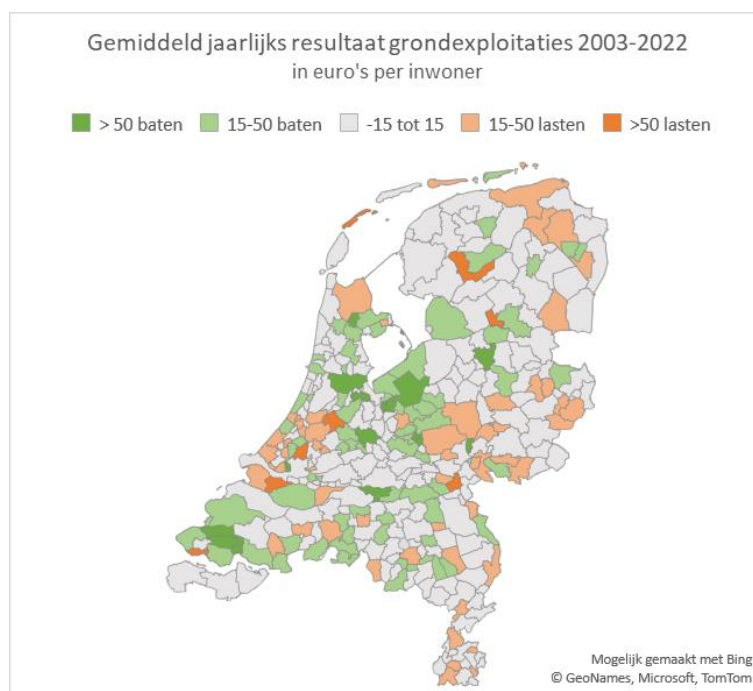 Gemiddeld jaarlijks resultaat grondexploitaties 2003-2022
in euro's per inwoner
> 50 baten 15-50 baten -15 tot 15 15-50 lasten >50 lasten
Mogelijk gemaakt met Bing
© GeoNames, Microsoft, TomTom